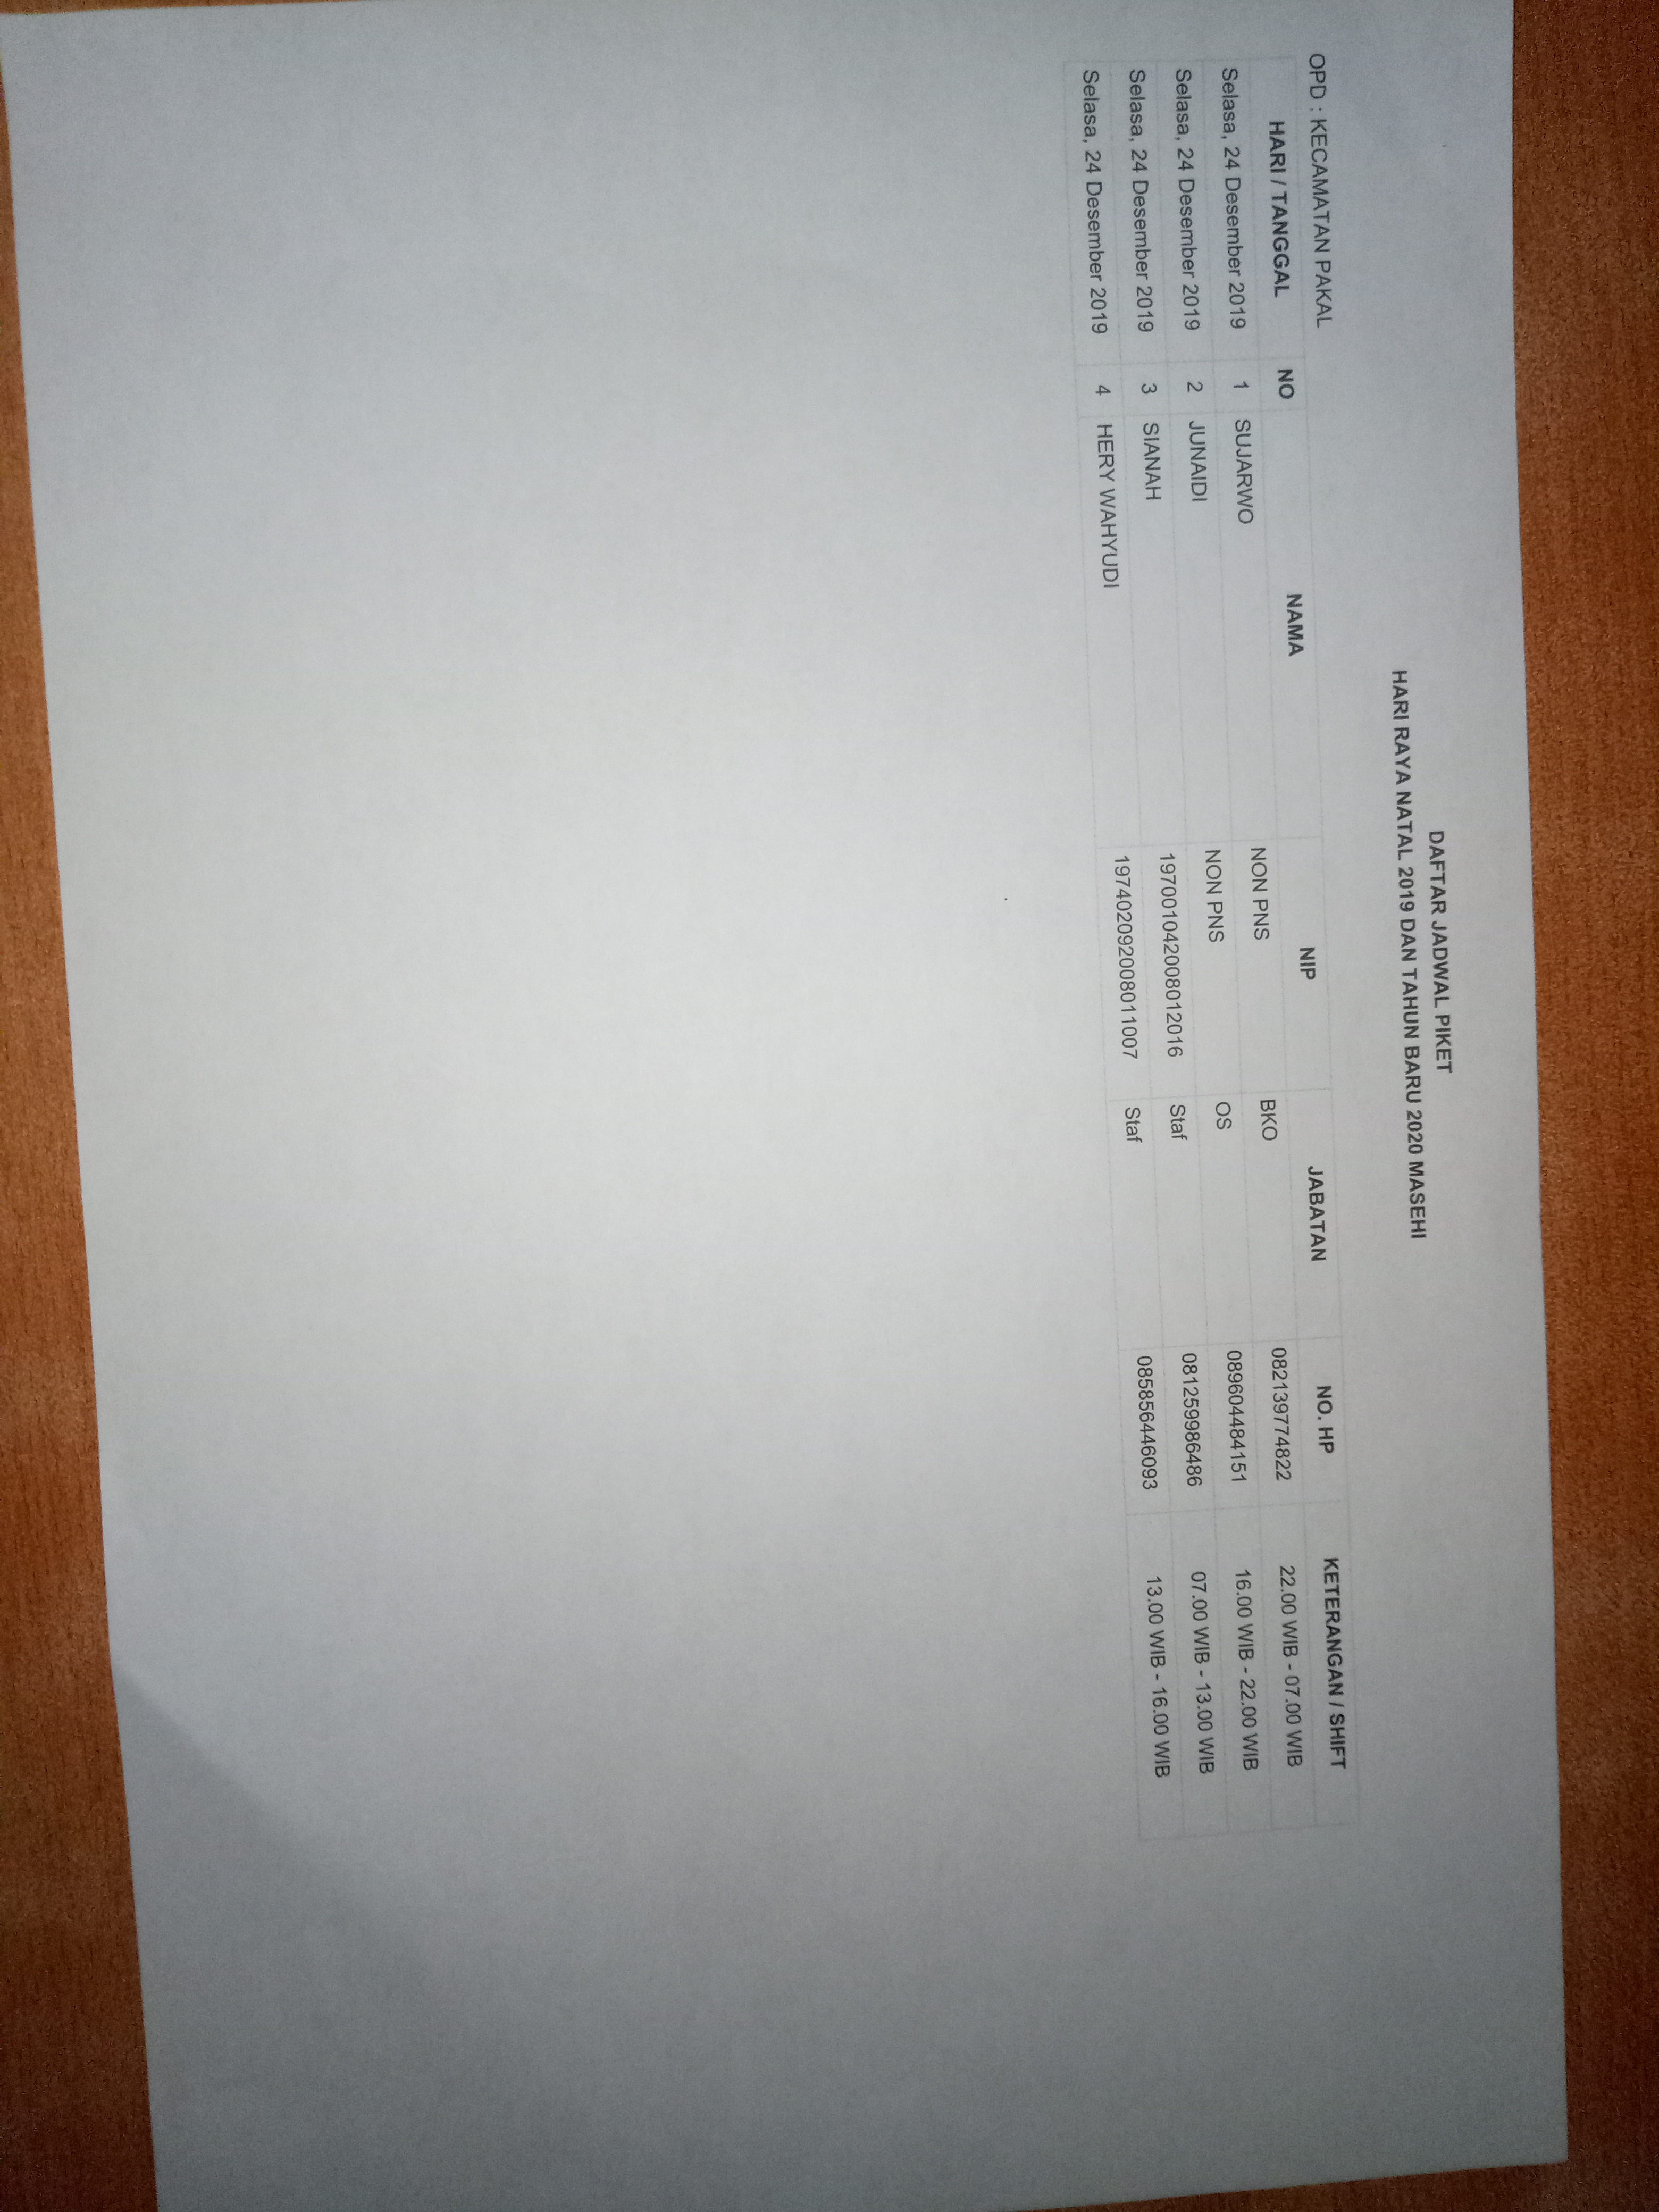 DAFTAR JADWAL PIKET
HARI RAYA NATAL 2019 DAN TAHUN BARU 2020 MASEHI
OPD : KECAMATAN PAKAL
HARI / TANGGAL NO NAMA NIP JABATAN NO. HP KETERANGAN / SHIFT
Selasa, 24 Desember 2019 1 SUJARWO NON PNS BKO 082139774822 22.00 WIB - 07.00 WIB
Selasa, 24 Desember 2019 2 JUNAIDI NON PNS OS 089604484151 16.00 WIB - 22.00 WIB
Selasa, 24 Desember 2019 3 SIANAH 197001042008012016 Staf 081259986486 07.00 WIB - 13.00 WIB
Selasa, 24 Desember 2019 4 HERY WAHYUDI 197402092008011007 Staf 085856446093 13.00 WIB - 16.00 WIB